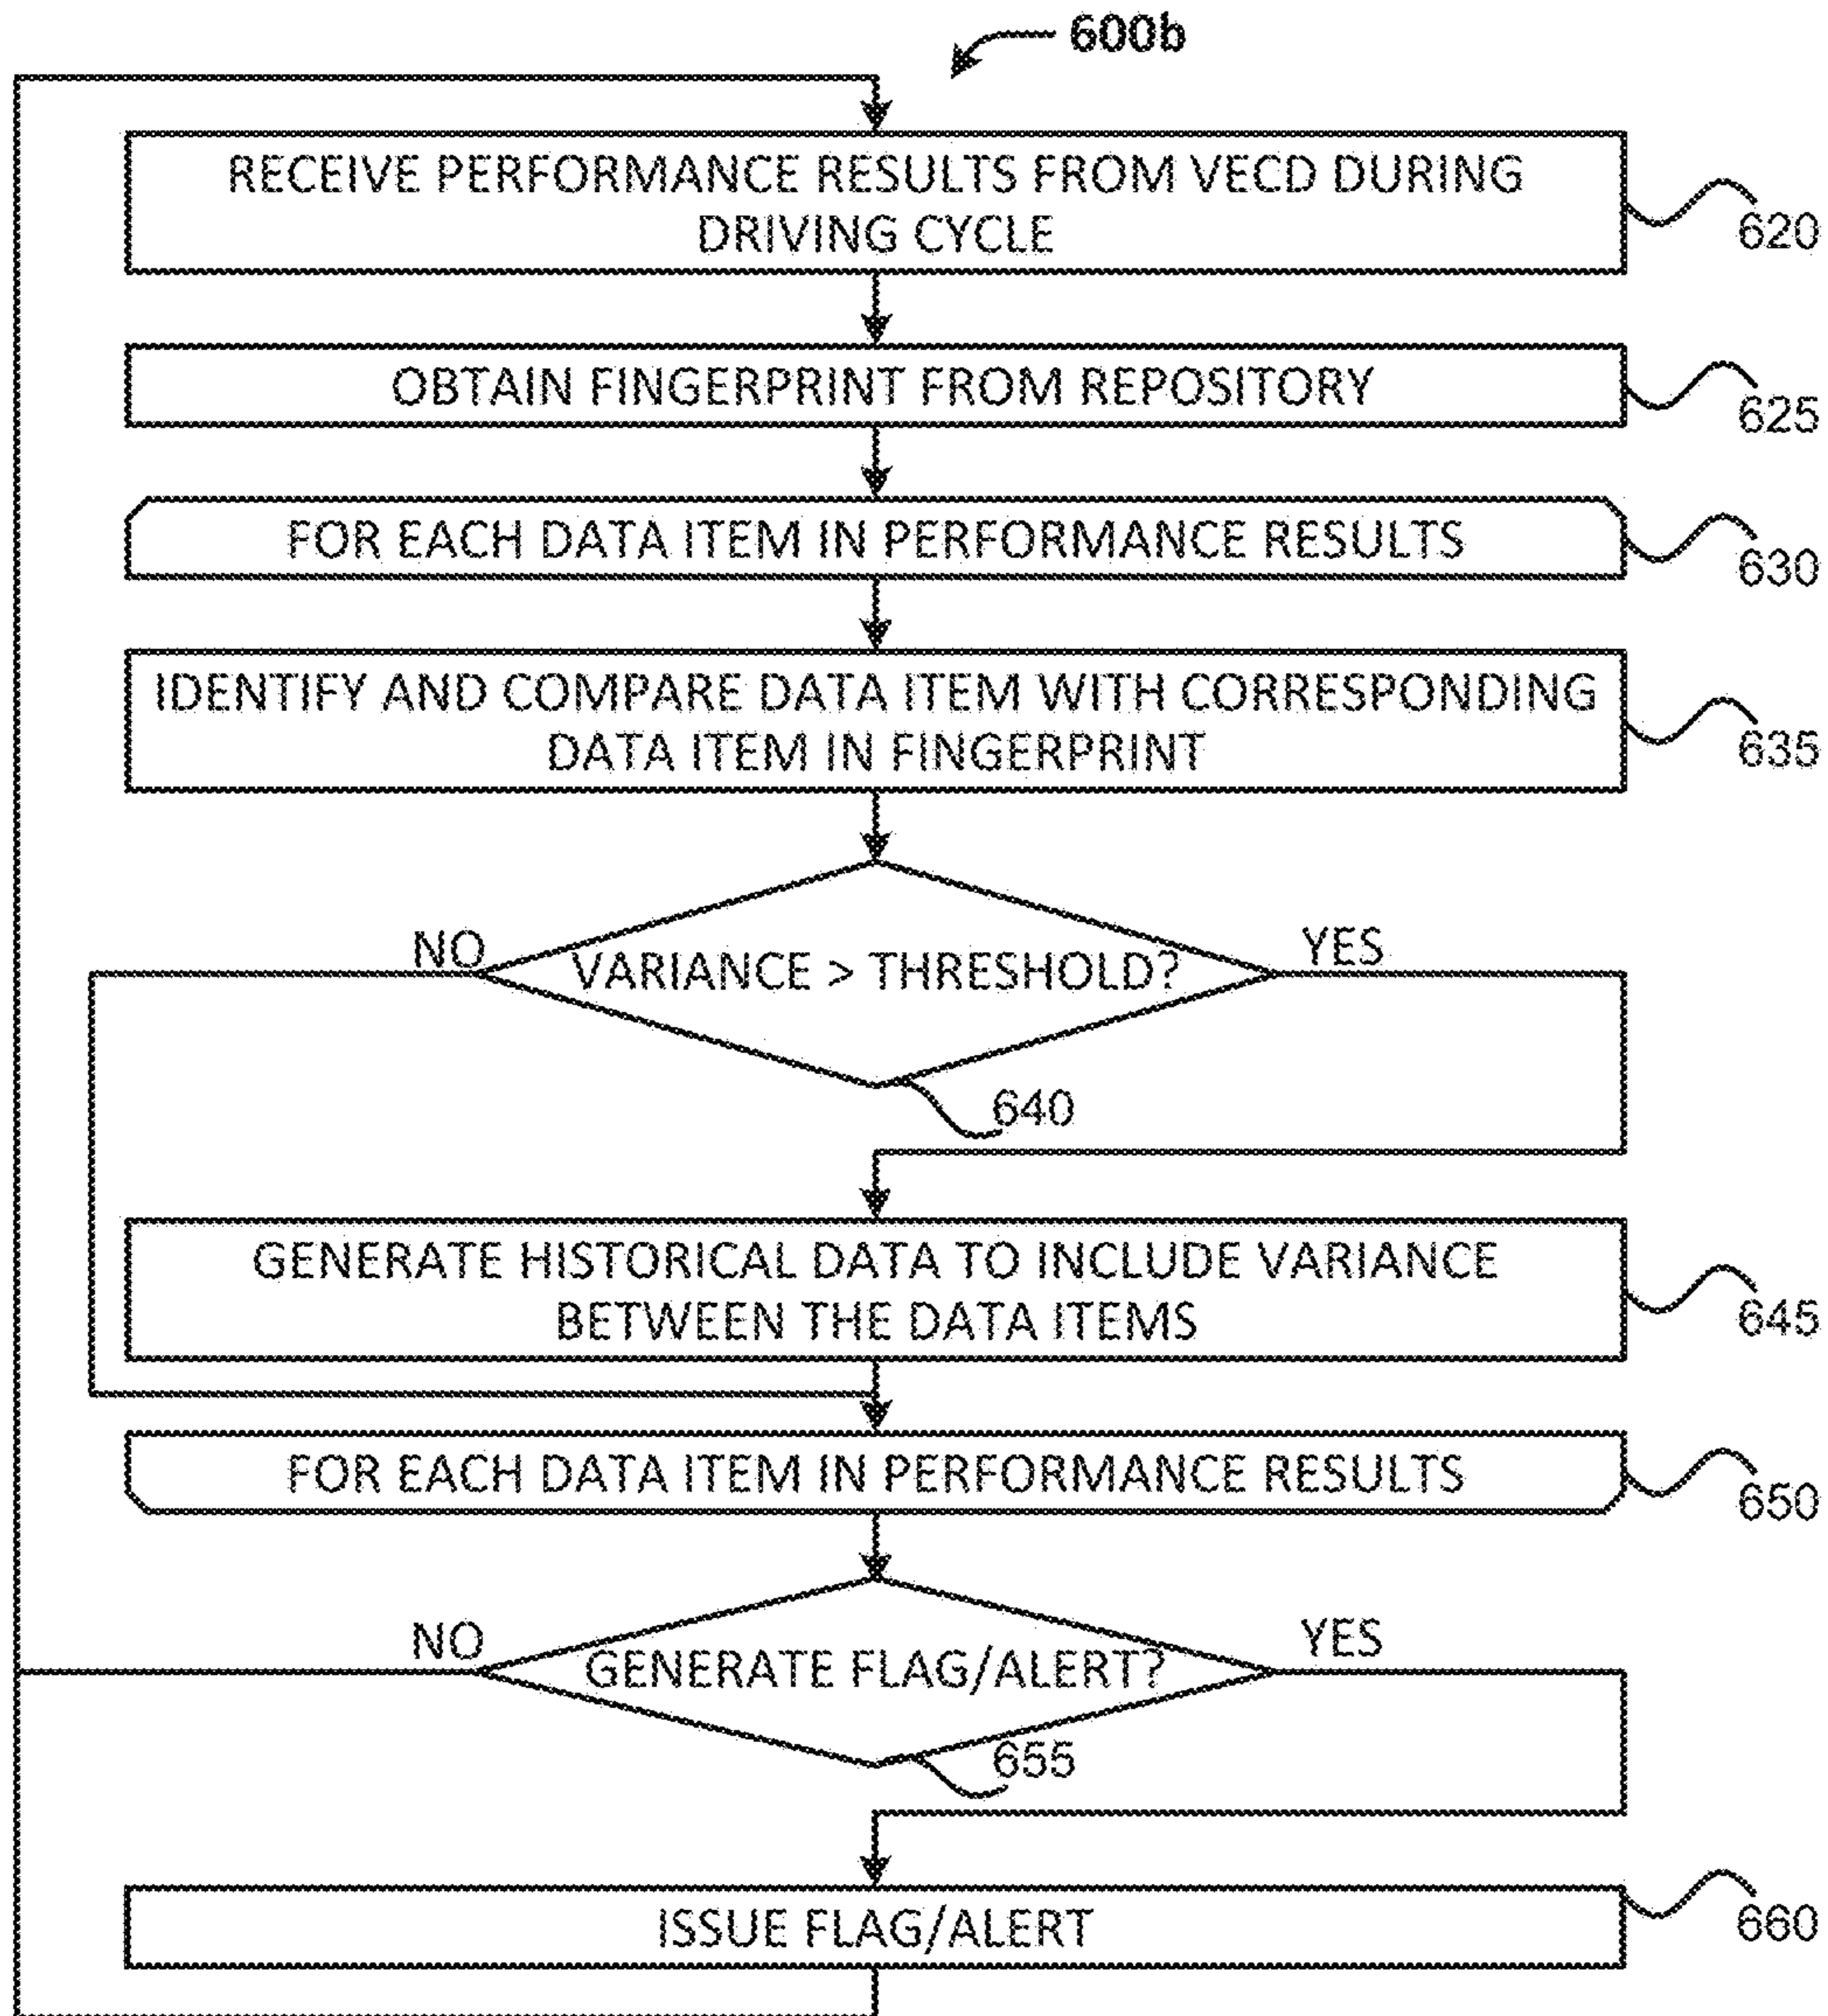 600b
RECEIVE PERFORMANCE RESULTS FROM VECD DURING
DRIVING CYCLE
620
OBTAIN FINGERPRINT FROM REPOSITORY
625
FOR EACH DATA ITEM IN PERFORMANCE RESULTS
630
IDENTIFY AND COMPARE DATA ITEM WITH CORRESPONDING
DATA ITEM IN FINGERPRINT
635
NO
VARIANCE > THRESHOLD?
YES
640
GENERATE HISTORICAL DATA TO INCLUDE VARIANCE
BETWEEN THE DATA ITEMS
645
FOR EACH DATA ITEM IN PERFORMANCE RESULTS
650
NO
GENERATE FLAG/ALERT?
YES
655
ISSUE FLAG/ALERT
660